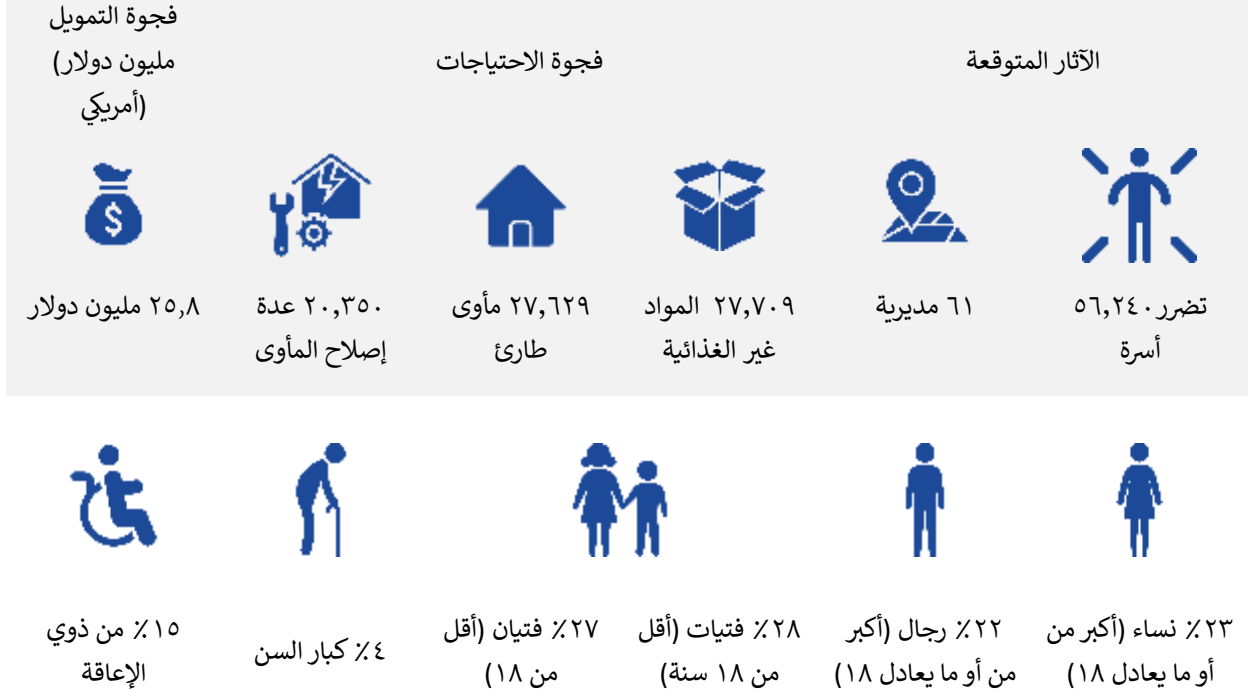 الآثار المتوقعة
فجوة الاحتياجات
فجوة التمويل
مليون دولار)
(أمريكي
تضرر ٥٦,٢٤٠
أسرة
٦١ مديرية
٢٧,٧٠٩ المواد
غير الغذائية
٢٧,٦٢٩ مأوى
طارئ
٢٠,٣٥٠ عدة
إصلاح المأوى
٢٥,٨ مليون دولار
٢٣٪ نساء (أكبر من
أو ما يعادل ١٨)
٢٢٪ رجال (أكبر
من أو ما يعادل ١٨)
٢٨٪ فتيات (أقل
من ١٨ سنة)
٢٧٪ فتيان (أقل
من ١٨)
٤٪ كبار السن
١٥٪ من ذوي
الإعاقة